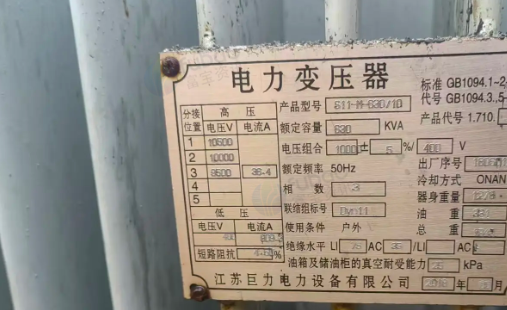 电力变压器
标准 GB1094.1~2
代号 GB1094.3..5
产品代号 1.710.
产品型号 S11-M-630/10
额定容量 630 KVA
电压组合 10000 ± 5 %/ 400 V
额定频率 50Hz
相数 3
联结组标号 Dyn11
使用条件 户外
绝缘水平 LI 75 AC 35 /LI AC
油箱及储油柜的真空耐受能力 kPa
出厂序号
冷却方式 ONAN
器身重量
油重
总重
分接位置 高压
电压V 电流A
1 10500
2 10000
3 9500 36.4
4
5
低压
电压V 电流A
400
短路阻抗 %
江苏巨力电力设备有限公司
年 月